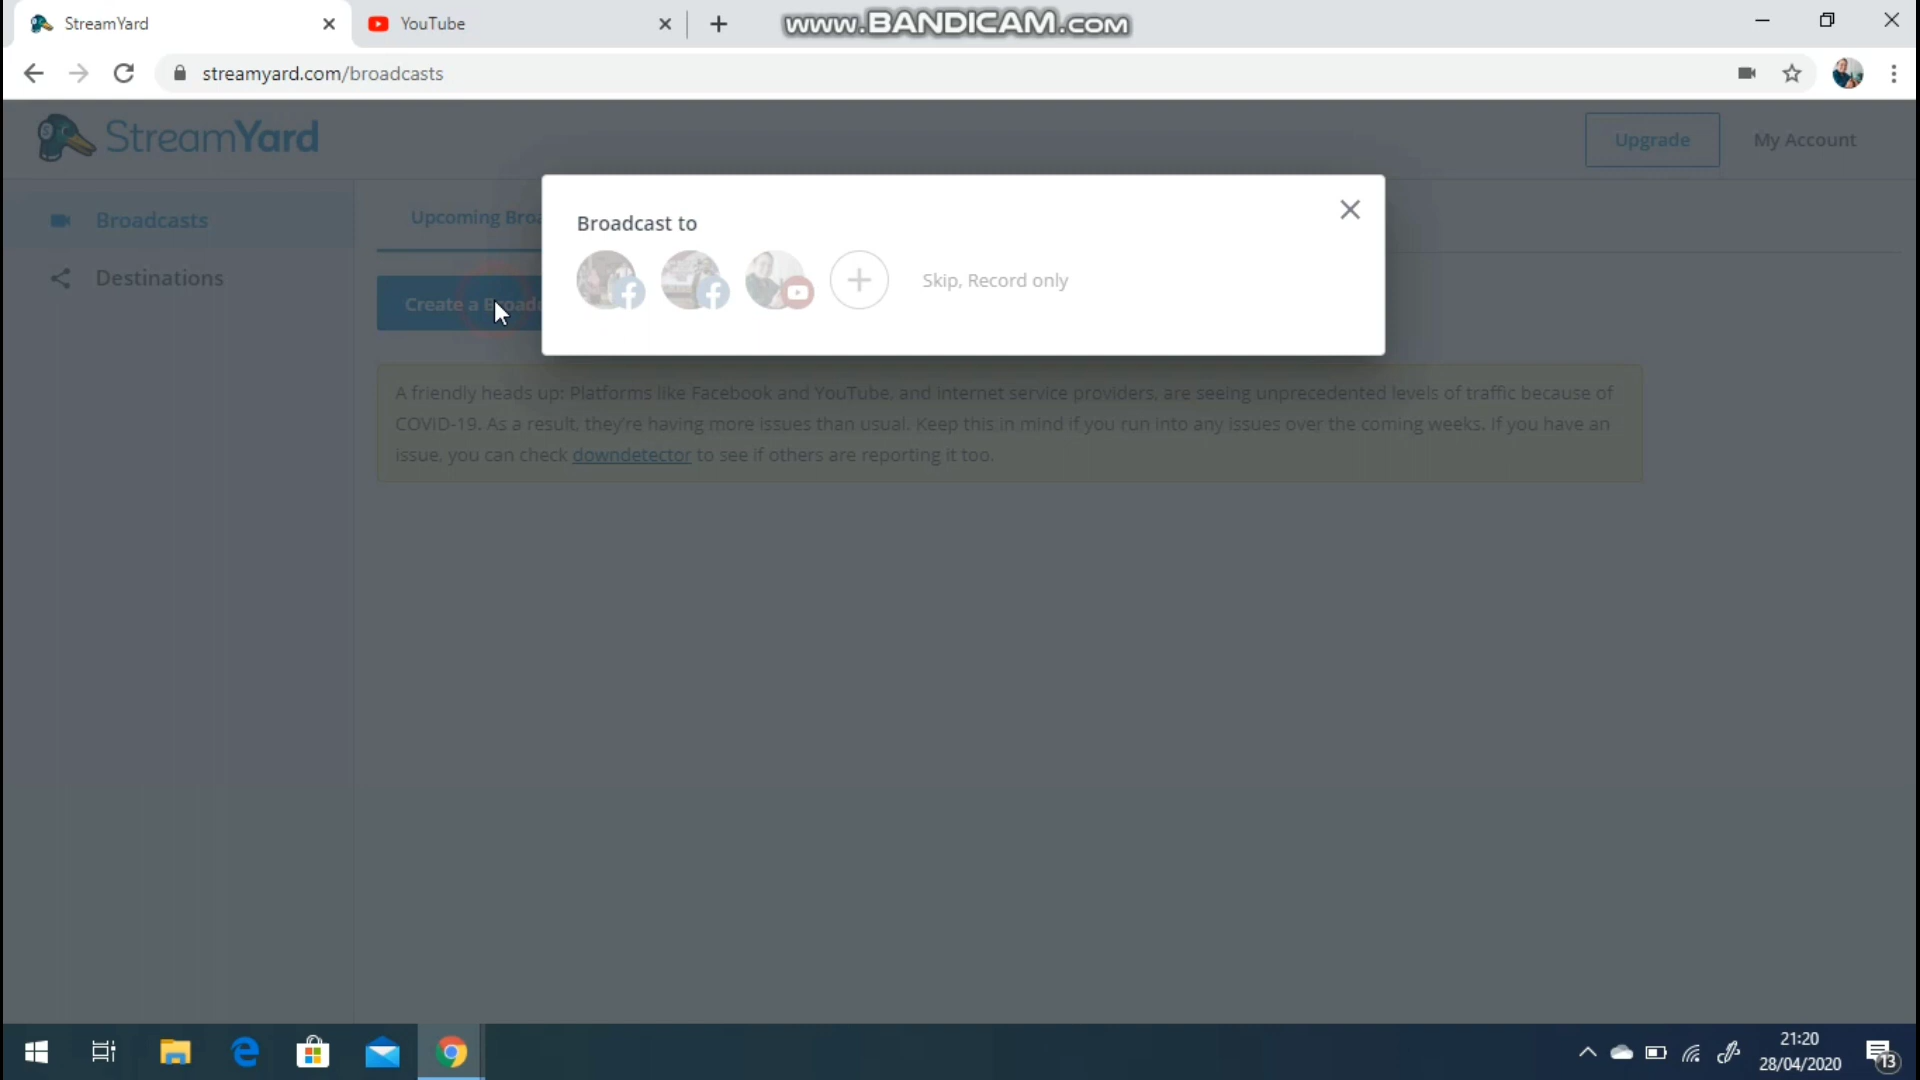 StreamYard
YouTube
www.BANDICAM.com
streamyard.com/broadcasts
StreamYard
Upgrade
My Account
Broadcasts
Upcoming Broa
Broadcast to
Destinations
Skip, Record only
Create a Broad
A friendly heads up: Platforms like Facebook and YouTube, and internet service providers, are seeing unprecedented levels of traffic because of
COVID-19. As a result, they're having more issues than usual. Keep this in mind if you run into any issues over the coming weeks. If you have an
issue, you can check downdetector to see if others are reporting it too.
21:20
28/04/2020
13